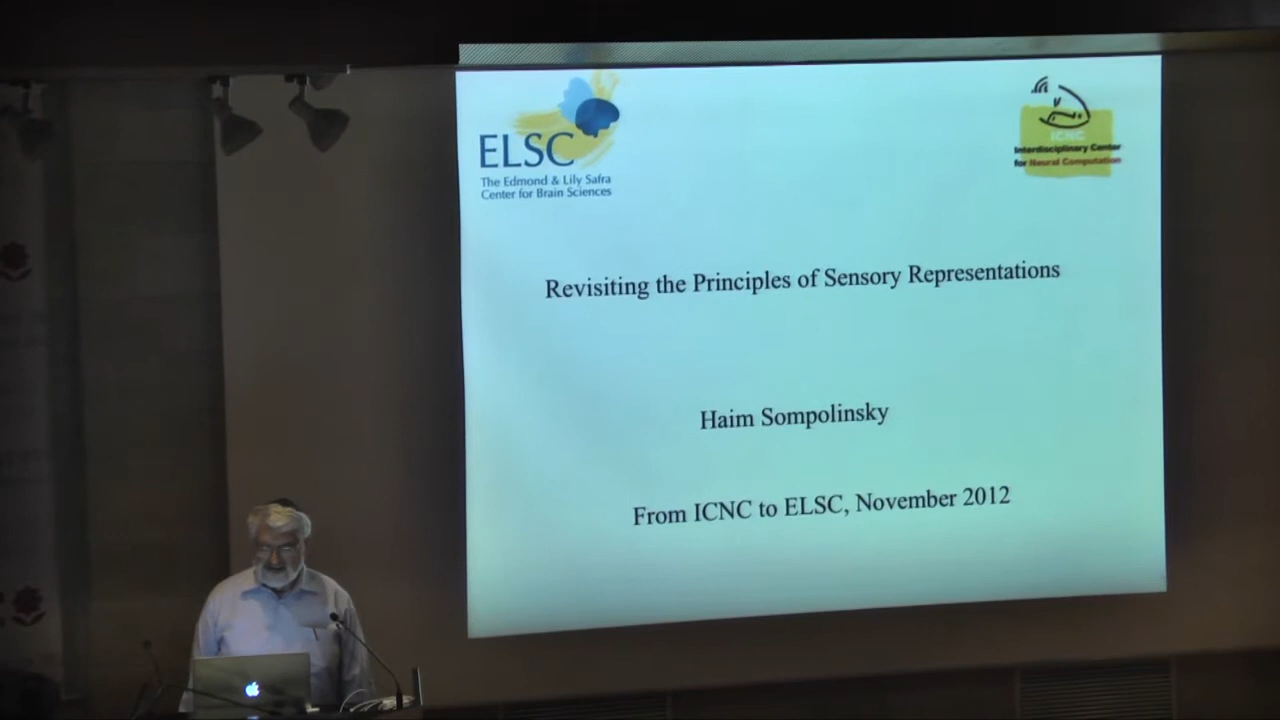 ELSC
The Edmond & Lily Safra
Center for Brain Sciences
ICNC
Interdisciplinary Center
for Neural Computation
Revisiting the Principles of Sensory Representations
Haim Sompolinsky
From ICNC to ELSC, November 2012